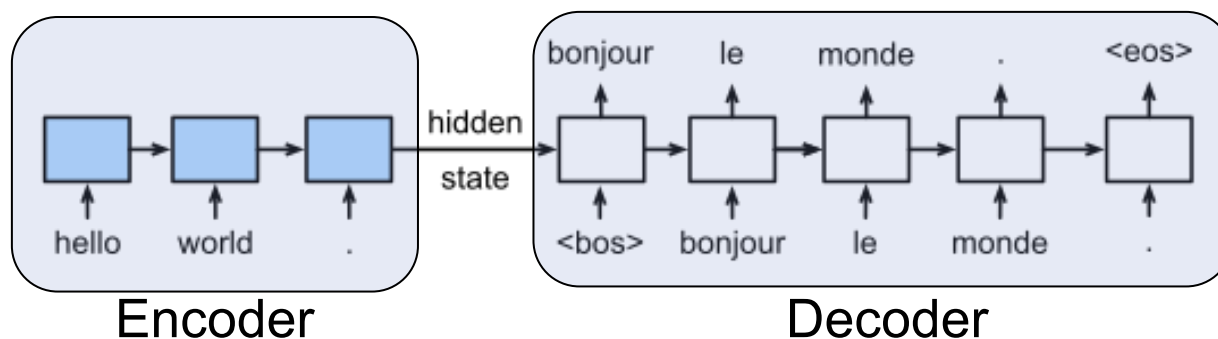 bonjour le monde . <eos>
hidden
state
hello world .
<bos> bonjour le monde .
Encoder
Decoder